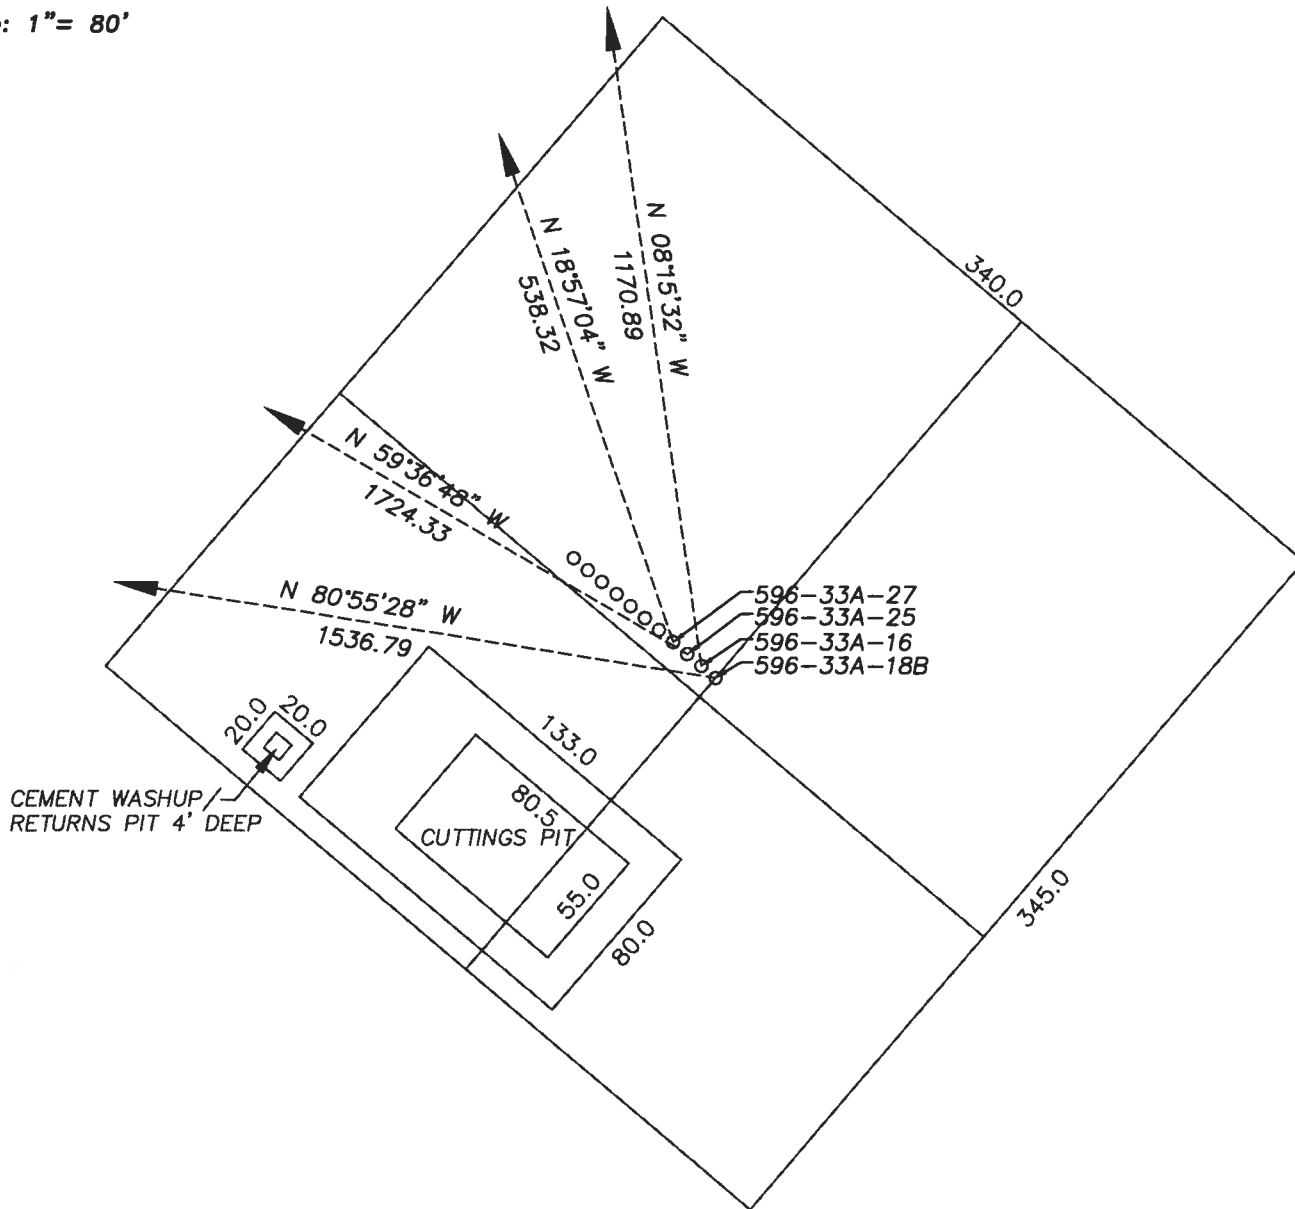 : 1"= 80'
N 08°15'32" W
1170.89
N 18°57'04" W
538.32
340.0
N 59°36'48" W
1724.33
N 80°55'28" W
1536.79
596-33A-27
596-33A-25
596-33A-16
596-33A-18B
20.0
20.0
133.0
80.5
CEMENT WASHUP/
RETURNS PIT 4' DEEP
CUTTINGS PIT
55.0
80.0
345.0